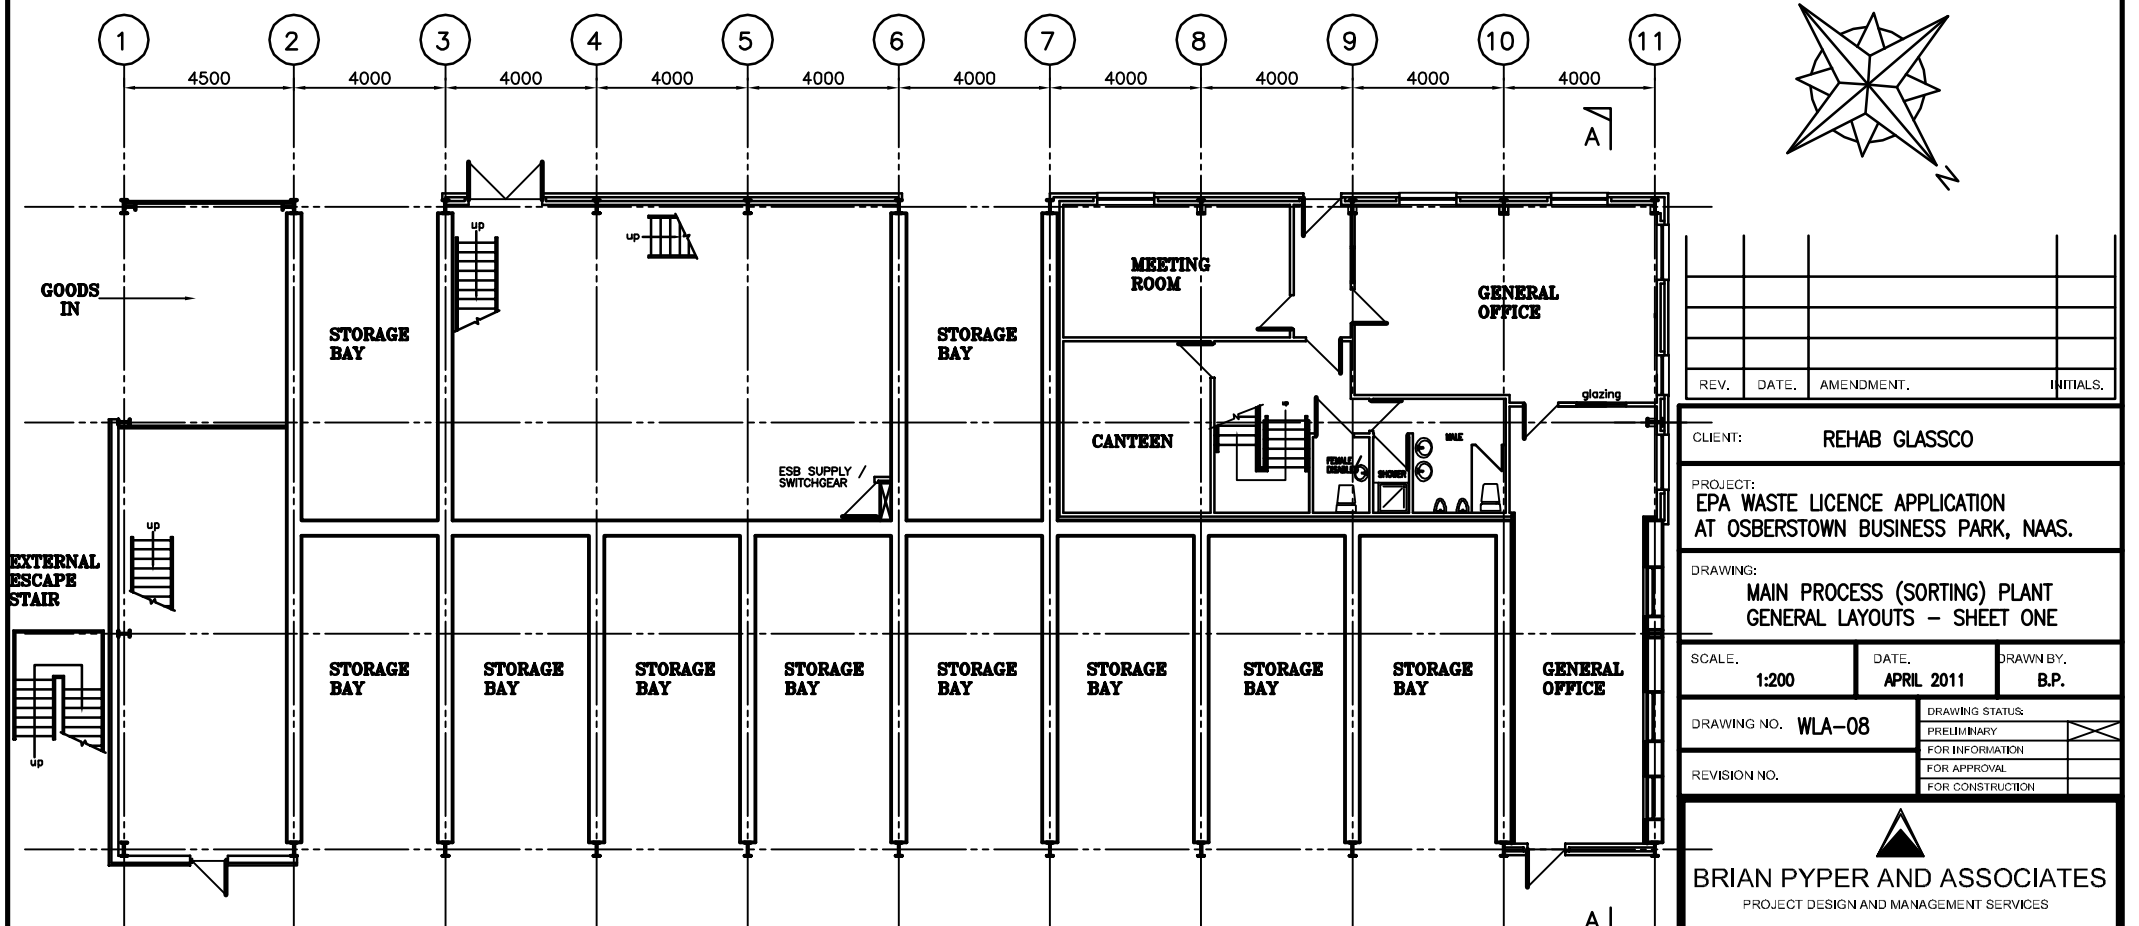 1 2 3 4 5 6 7 8 9 10 11
4500 4000 4000 4000 4000 4000 4000 4000 4000 4000
A
N
up
up
GOODS
IN
MEETING
ROOM
GENERAL
OFFICE
STORAGE
BAY
STORAGE
BAY
glazing
CANTEEN
up
MALE
FEMALE/
DISABLED
SHOWER
ESB SUPPLY /
SWITCHGEAR
up
EXTERNAL
ESCAPE
STAIR
up
STORAGE
BAY
STORAGE
BAY
STORAGE
BAY
STORAGE
BAY
STORAGE
BAY
STORAGE
BAY
STORAGE
BAY
STORAGE
BAY
GENERAL
OFFICE
A
REV. DATE. AMENDMENT. INITIALS.
CLIENT: REHAB GLASSCO
PROJECT:
EPA WASTE LICENCE APPLICATION
AT OSBERSTOWN BUSINESS PARK, NAAS.
DRAWING:
MAIN PROCESS (SORTING) PLANT
GENERAL LAYOUTS - SHEET ONE
SCALE. DATE. DRAWN BY.
1:200 APRIL 2011 B.P.
DRAWING NO. WLA-08
REVISION NO.
DRAWING STATUS:
PRELIMINARY
FOR INFORMATION
FOR APPROVAL
FOR CONSTRUCTION
BRIAN PYPER AND ASSOCIATES
PROJECT DESIGN AND MANAGEMENT SERVICES